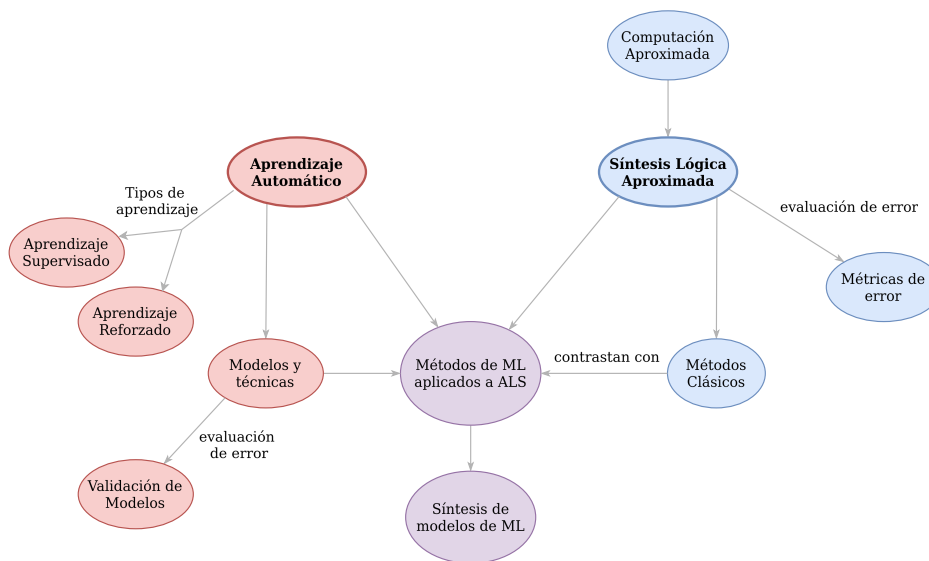 Computación
Aproximada
Aprendizaje
Automático
Síntesis Lógica
Aproximada
Tipos de
aprendizaje
evaluación de error
Aprendizaje
Supervisado
Métricas de
error
Aprendizaje
Reforzado
Modelos y
técnicas
Métodos de ML
aplicados a ALS
contrastan con
Métodos
Clásicos
evaluación
de error
Validación de
Modelos
Síntesis de
modelos de ML